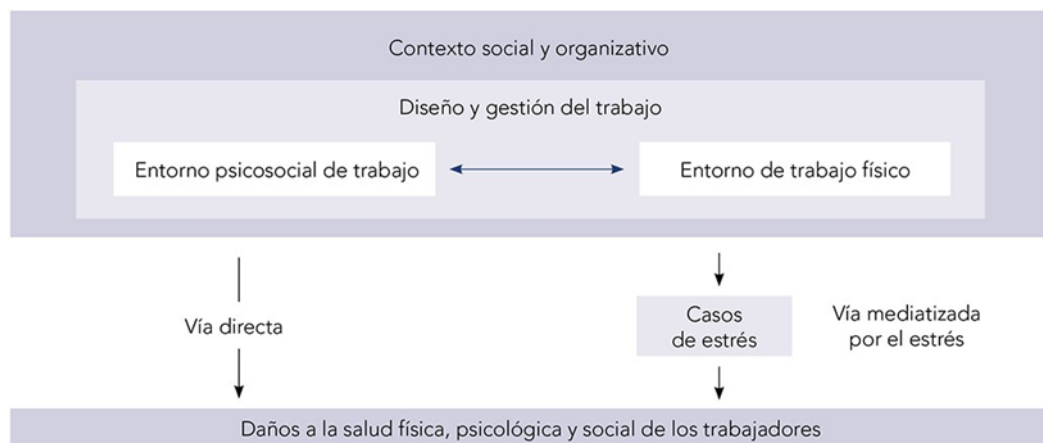 Contexto social y organizativo
Diseño y gestión del trabajo
Entorno psicosocial de trabajo
Entorno de trabajo físico
Vía directa
Casos
de estrés
Vía mediatizada
por el estrés
Daños a la salud física, psicológica y social de los trabajadores